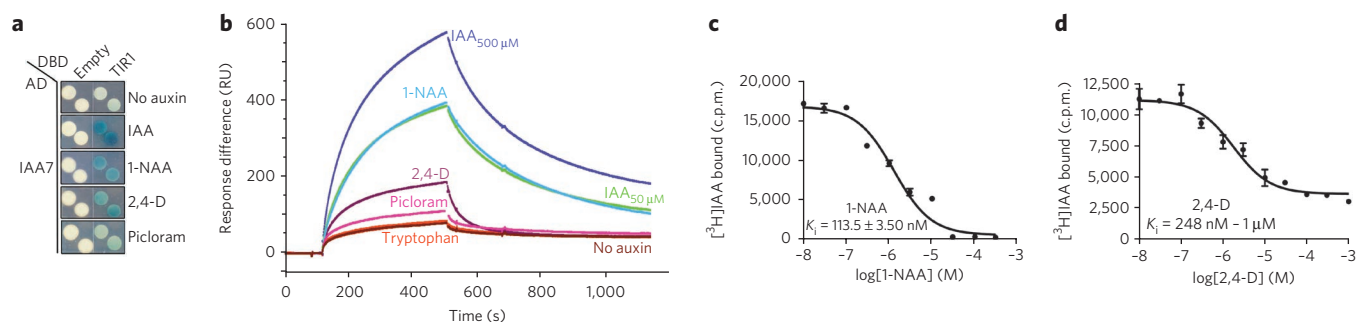 a
DBD
AD
Empty
TIR1
No auxin
IAA
IAA7
1-NAA
2,4-D
Picloram
b
Response difference (RU)
600
400
200
0
IAA500 µM
1-NAA
2,4-D
IAA50 µM
Picloram
Tryptophan
No auxin
0 200 400 600 800 1,000
Time (s)
c
[3H]IAA bound (c.p.m.)
20,000
15,000
10,000
5,000
0
1-NAA
Ki = 113.5 ± 3.50 nM
–8 –7 –6 –5 –4 –3
log[1-NAA] (M)
d
[3H]IAA bound (c.p.m.)
12,500
10,000
7,500
5,000
2,500
0
2,4-D
Ki = 248 nM – 1 µM
–8 –7 –6 –5 –4 –3
log[2,4-D] (M)